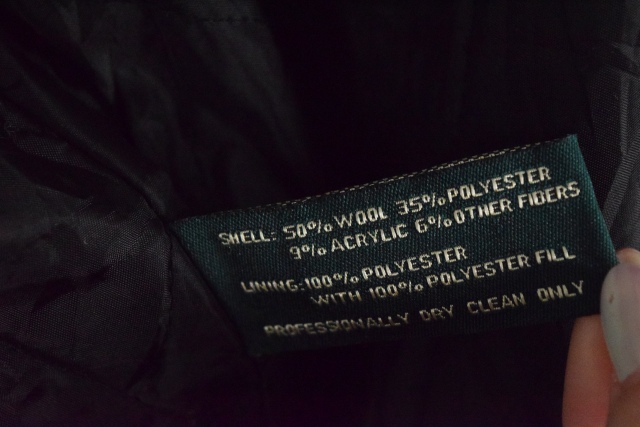 SHELL: 50% WOOL 35% POLYESTER
9% ACRYLIC 6% OTHER FIBERS
LINING: 100% POLYESTER
WITH 100% POLYESTER FILL
PROFESSIONALLY DRY CLEAN ONLY